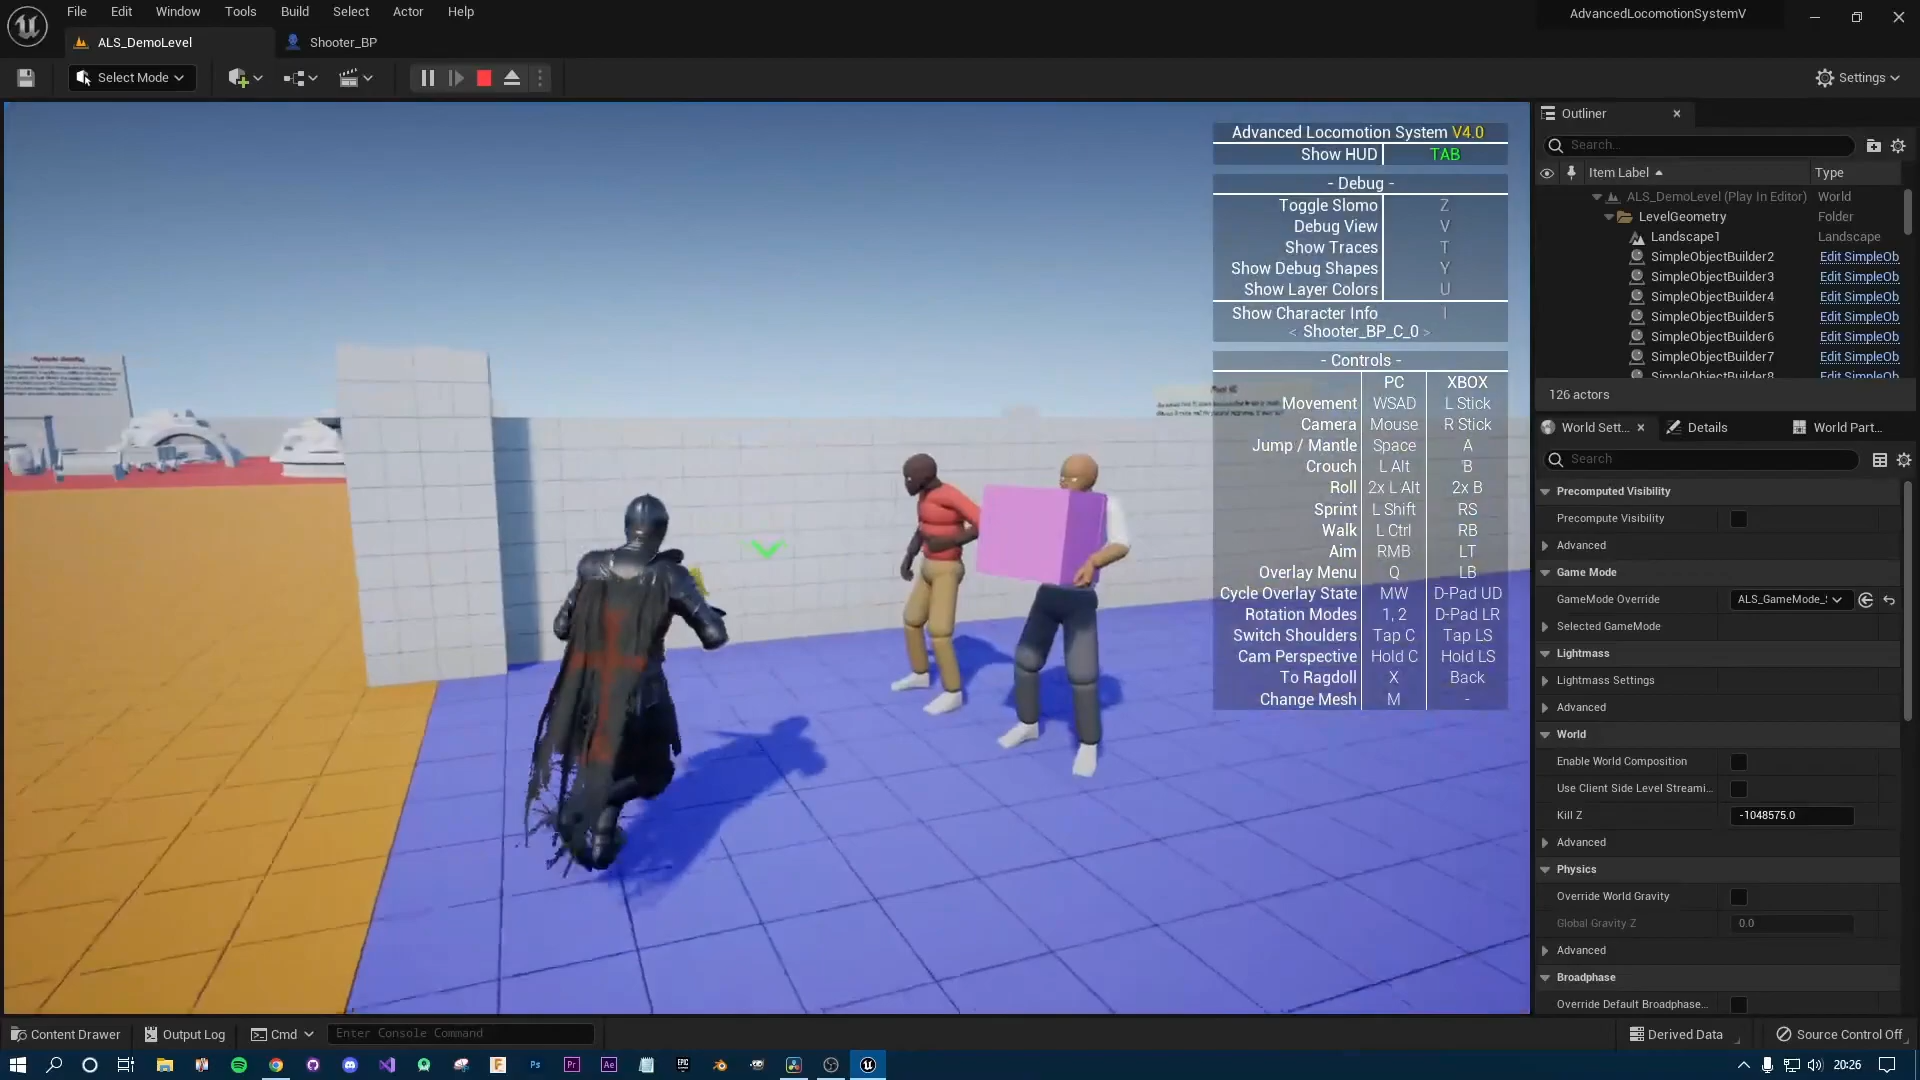 File Edit Window Tools Build Select Actor Help
AdvancedLocomotionSystemV
ALS_DemoLevel
Shooter_BP
Select Mode
Settings
Advanced Locomotion System V4.0
Show HUD TAB
- Debug -
Toggle Slomo Z
Debug View V
Show Traces T
Show Debug Shapes Y
Show Layer Colors U
Show Character Info I
< Shooter_BP_C_0 >
- Controls -
PC XBOX
Movement WSAD L Stick
Camera Mouse R Stick
Jump / Mantle Space A
Crouch L Alt B
Roll 2x L Alt 2x B
Sprint L Shift RS
Walk L Ctrl RB
Aim RMB LT
Overlay Menu Q LB
Cycle Overlay State MW D-Pad UD
Rotation Modes 1, 2 D-Pad LR
Switch Shoulders Tap C Tap LS
Cam Perspective Hold C Hold LS
To Ragdoll X Back
Change Mesh M -
Outliner
Search...
Item Label Type
ALS_DemoLevel (Play In Editor) World
LevelGeometry Folder
Landscape1 Landscape
SimpleObjectBuilder2 Edit SimpleOb
SimpleObjectBuilder3 Edit SimpleOb
SimpleObjectBuilder4 Edit SimpleOb
SimpleObjectBuilder5 Edit SimpleOb
SimpleObjectBuilder6 Edit SimpleOb
SimpleObjectBuilder7 Edit SimpleOb
SimpleObjectBuilder8 Edit SimpleOb
126 actors
World Sett... Details World Part...
Search
Precomputed Visibility
Precompute Visibility
Advanced
Game Mode
GameMode Override ALS_GameMode_S
Selected GameMode
Lightmass
Lightmass Settings
Advanced
World
Enable World Composition
Use Client Side Level Streami...
Kill Z -1048575.0
Advanced
Physics
Override World Gravity
Global Gravity Z 0.0
Advanced
Broadphase
Override Default Broadphase...
Content Drawer Output Log Cmd Enter Console Command
Derived Data Source Control Off
20:26